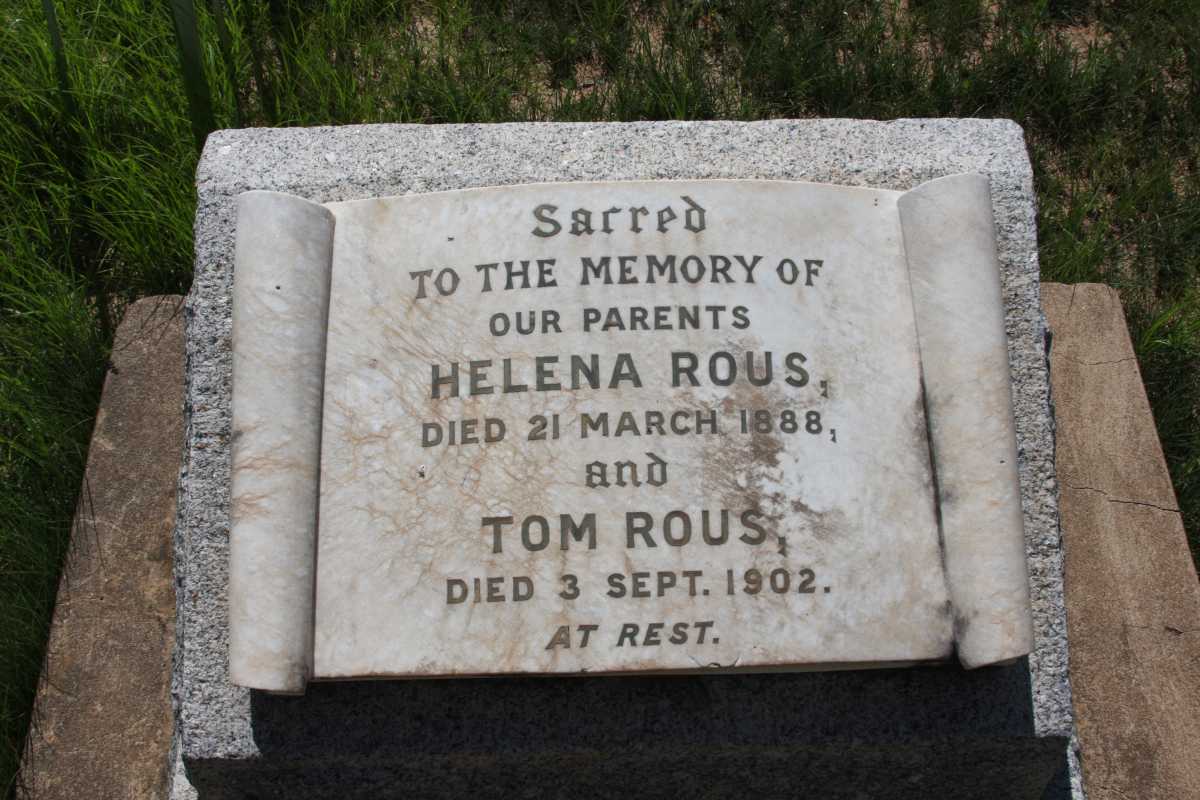 Sacred
TO THE MEMORY OF
OUR PARENTS
HELENA ROUS,
DIED 21 MARCH 1888,
and
TOM ROUS,
DIED 3 SEPT. 1902.
AT REST.